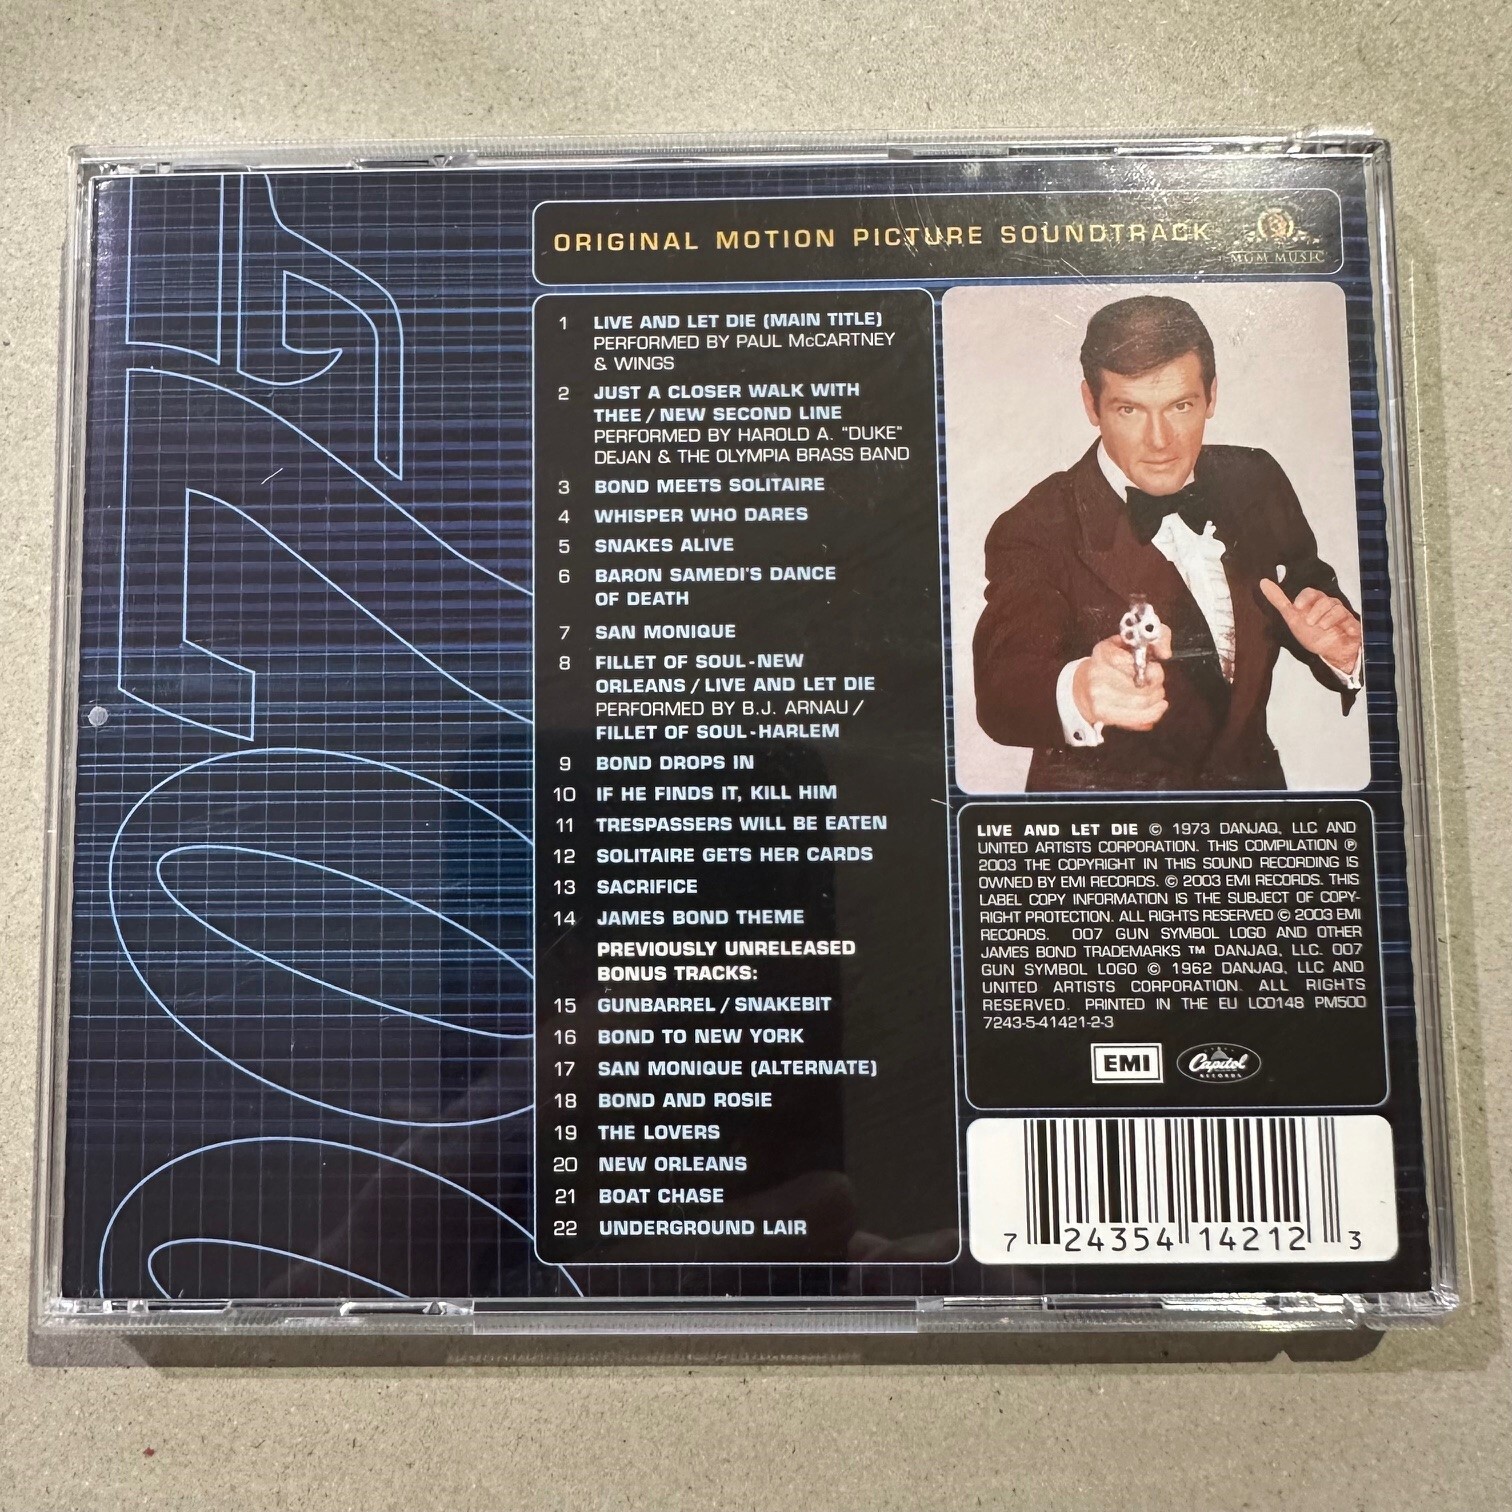 ORIGINAL MOTION PICTURE SOUNDTRACK
MGM MUSIC
1 LIVE AND LET DIE (MAIN TITLE)
PERFORMED BY PAUL McCARTNEY
& WINGS
2 JUST A CLOSER WALK WITH
THEE / NEW SECOND LINE
PERFORMED BY HAROLD A. "DUKE"
DEJAN & THE OLYMPIA BRASS BAND
3 BOND MEETS SOLITAIRE
4 WHISPER WHO DARES
5 SNAKES ALIVE
6 BARON SAMEDI'S DANCE
OF DEATH
7 SAN MONIQUE
8 FILLET OF SOUL-NEW
ORLEANS / LIVE AND LET DIE
PERFORMED BY B.J. ARNAU /
FILLET OF SOUL-HARLEM
9 BOND DROPS IN
10 IF HE FINDS IT, KILL HIM
11 TRESPASSERS WILL BE EATEN
12 SOLITAIRE GETS HER CARDS
13 SACRIFICE
14 JAMES BOND THEME
PREVIOUSLY UNRELEASED
BONUS TRACKS:
15 GUNBARREL / SNAKEBIT
16 BOND TO NEW YORK
17 SAN MONIQUE (ALTERNATE)
18 BOND AND ROSIE
19 THE LOVERS
20 NEW ORLEANS
21 BOAT CHASE
22 UNDERGROUND LAIR
LIVE AND LET DIE © 1973 DANJAQ, LLC AND
UNITED ARTISTS CORPORATION. THIS COMPILATION ℗
2003 THE COPYRIGHT IN THIS SOUND RECORDING IS
OWNED BY EMI RECORDS. © 2003 EMI RECORDS. THIS
LABEL COPY INFORMATION IS THE SUBJECT OF COPY-
RIGHT PROTECTION. ALL RIGHTS RESERVED © 2003 EMI
RECORDS. 007 GUN SYMBOL LOGO AND OTHER
JAMES BOND TRADEMARKS ™ DANJAQ, LLC. 007
GUN SYMBOL LOGO © 1962 DANJAQ, LLC AND
UNITED ARTISTS CORPORATION. ALL RIGHTS
RESERVED. PRINTED IN THE EU LC0148 PM500
7243-5-41421-2-3
EMI
Capitol
RECORDS
7 24354 14212 3